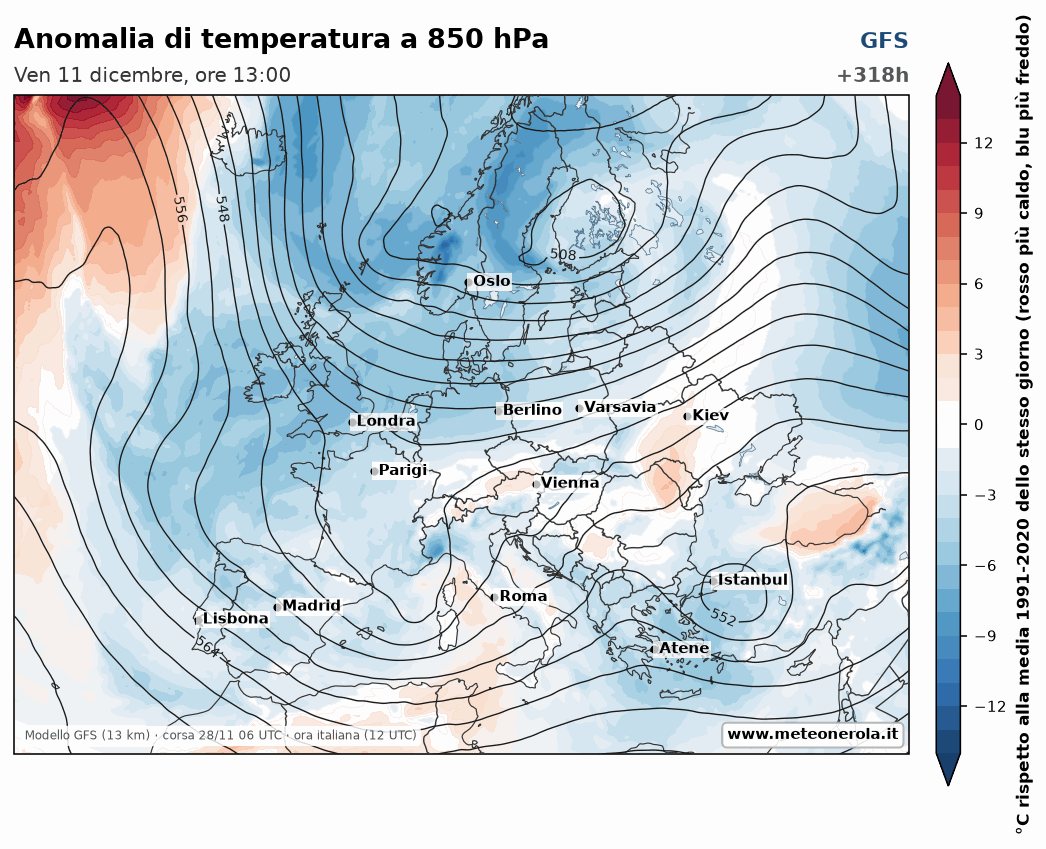 Anomalia di temperatura a 850 hPa
GFS
Ven 11 dicembre, ore 13:00
+318h
556
548
508
Oslo
Londra
Berlino
Varsavia
Kiev
Parigi
Vienna
Roma
Istanbul
Madrid
Lisbona
564
552
Atene
Modello GFS (13 km) · corsa 28/11 06 UTC · ora italiana (12 UTC)
www.meteonerola.it
12
9
6
3
0
−3
−6
−9
−12
°C rispetto alla media 1991-2020 dello stesso giorno (rosso più caldo, blu più freddo)